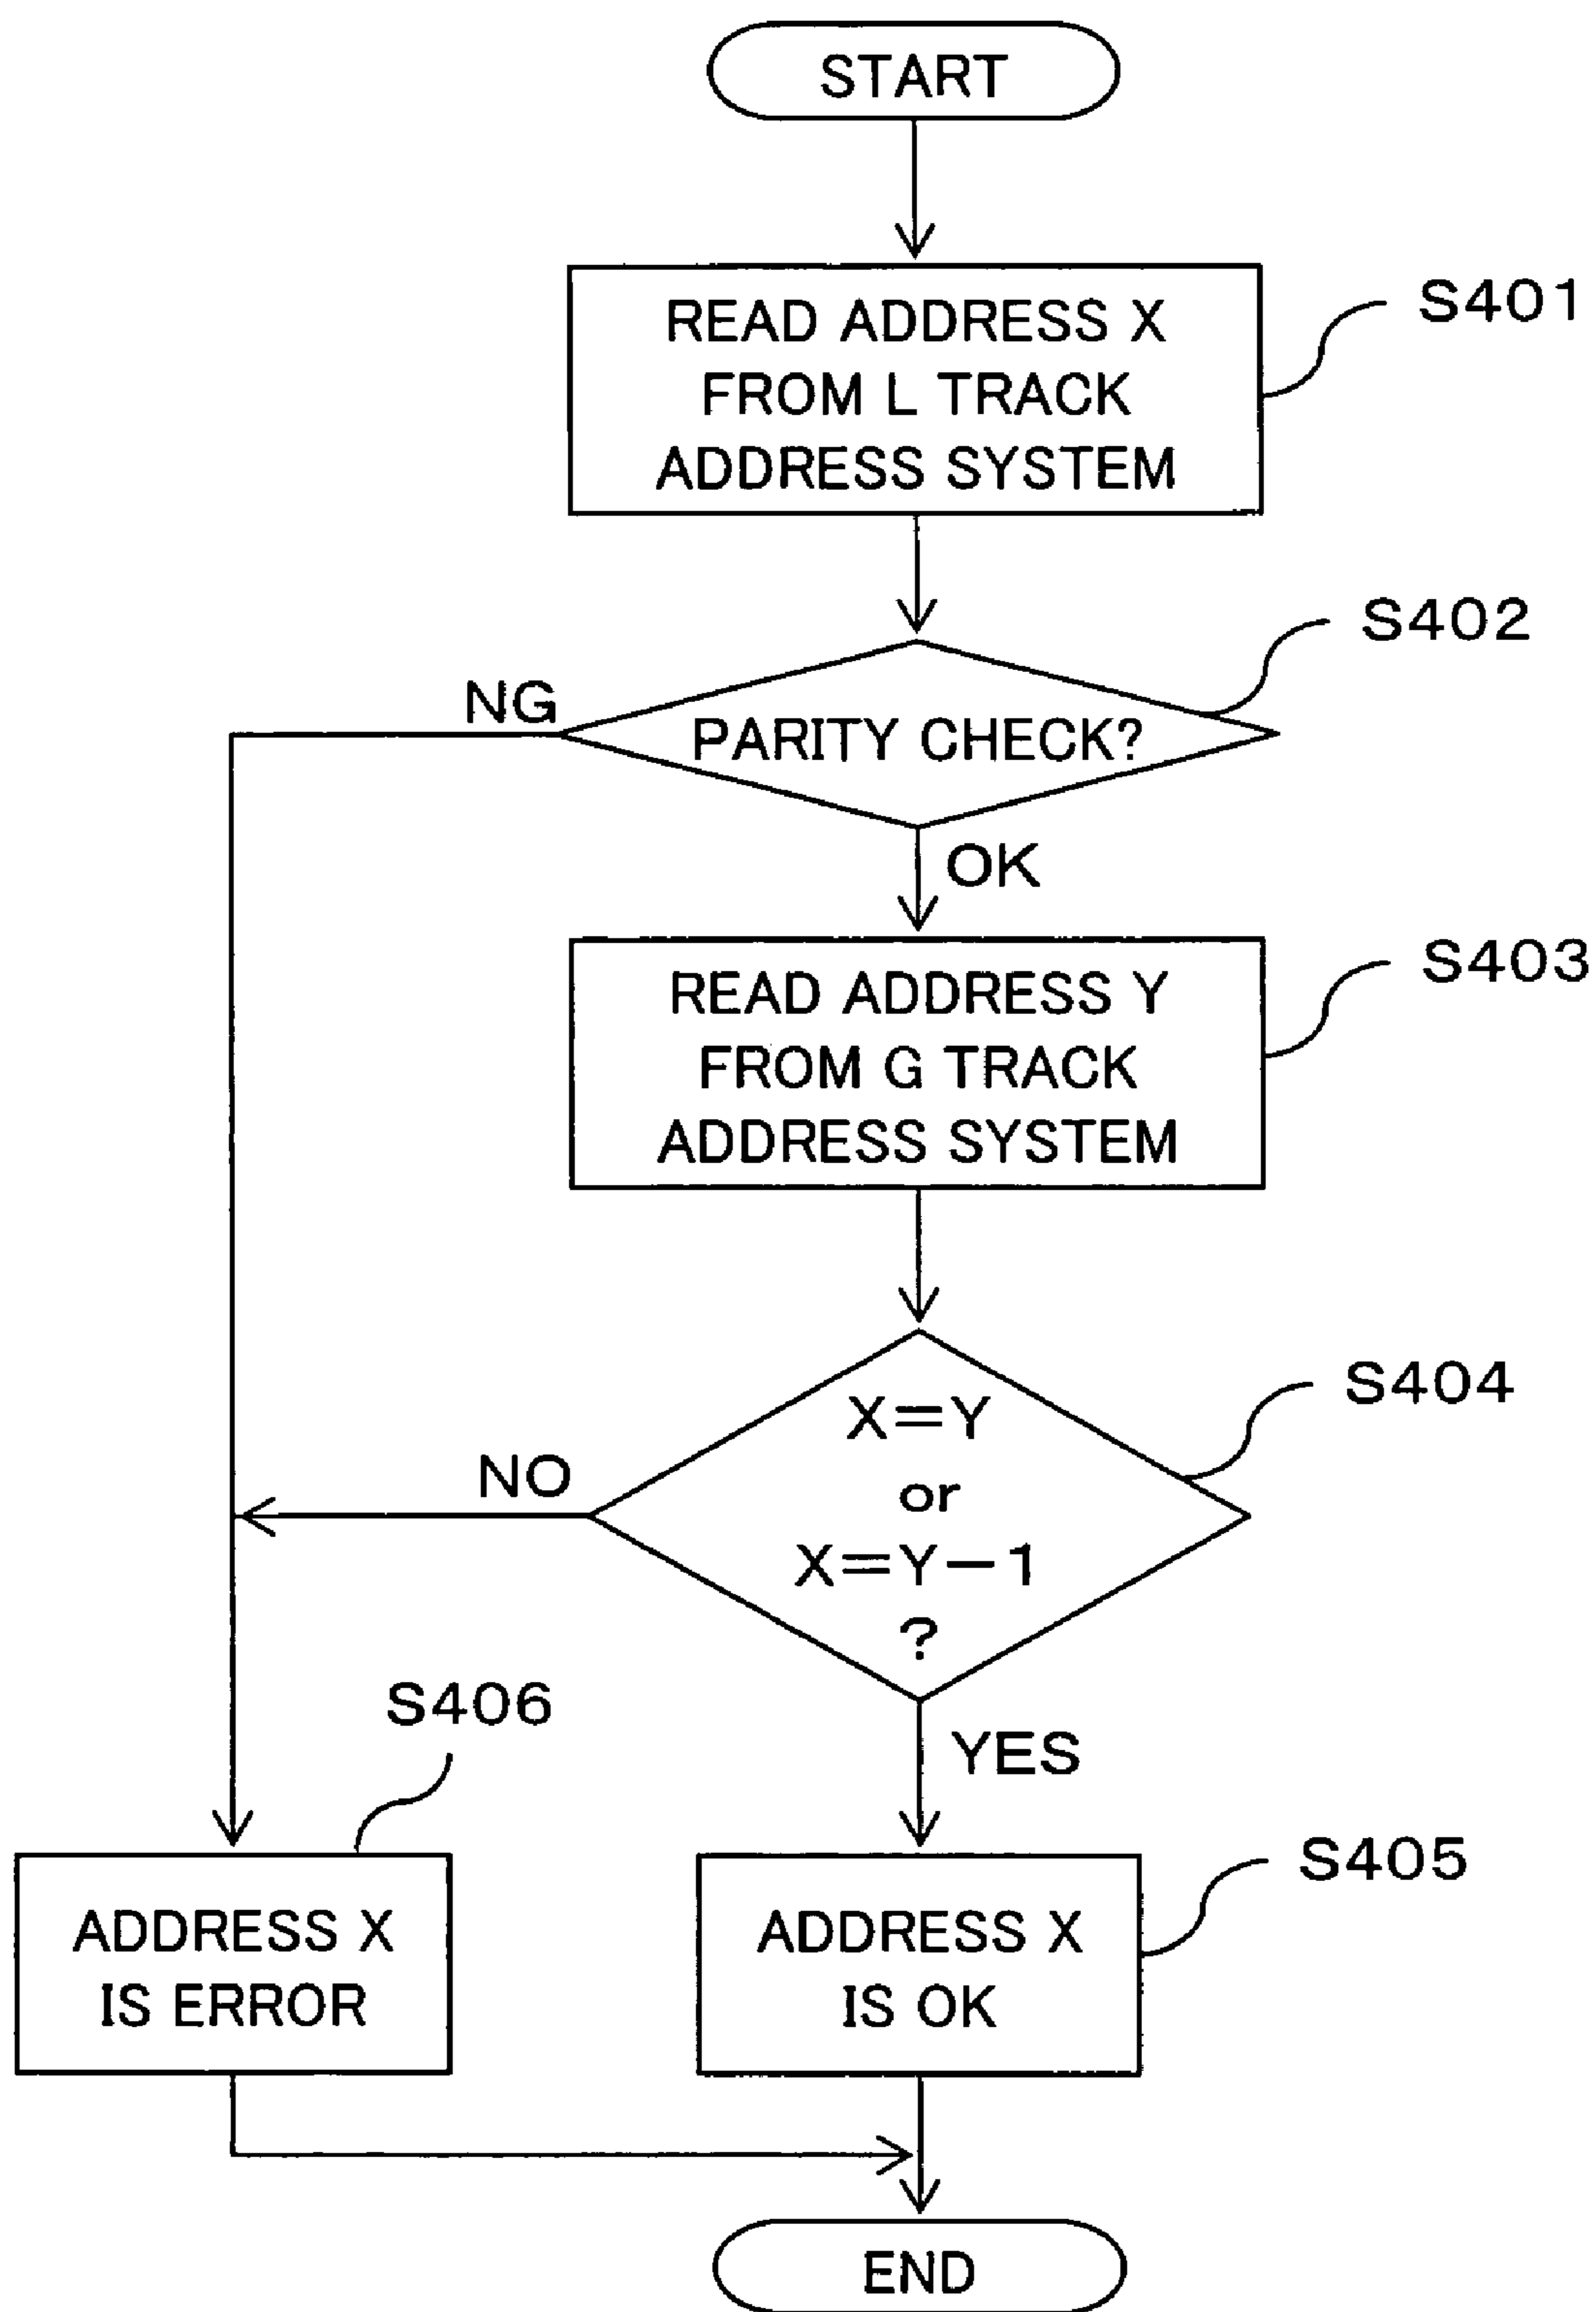 START
READ ADDRESS X
FROM L TRACK
ADDRESS SYSTEM
S401
S402
NG
PARITY CHECK?
OK
S403
READ ADDRESS Y
FROM G TRACK
ADDRESS SYSTEM
S404
X=Y
or
X=Y-1
?
NO
YES
S406
S405
ADDRESS X
IS ERROR
ADDRESS X
IS OK
END